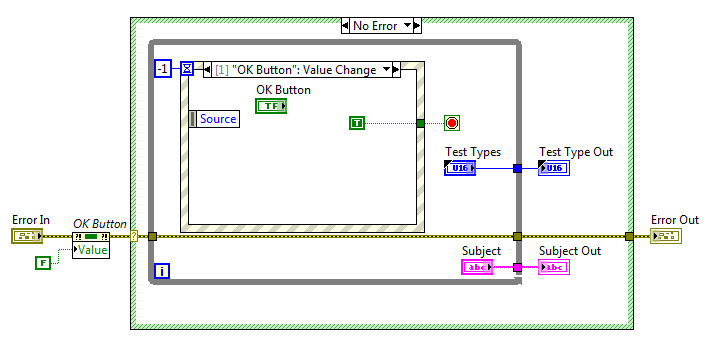 No Error
-1
[1] "OK Button": Value Change
OK Button
TF
Source
T
Test Types
U16
Test Type Out
U16
Error In
OK Button
?!
?!
Value
?
F
Error Out
Subject
abc
Subject Out
abc
i